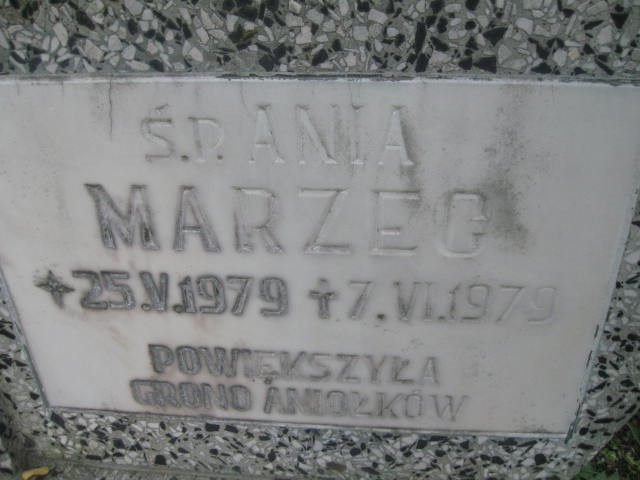 Ś.P. ANIA
MARZEC
+ 25.V.1979 † 7.VI.1979
POWIĘKSZYŁA
GRONO ANIOŁKÓW